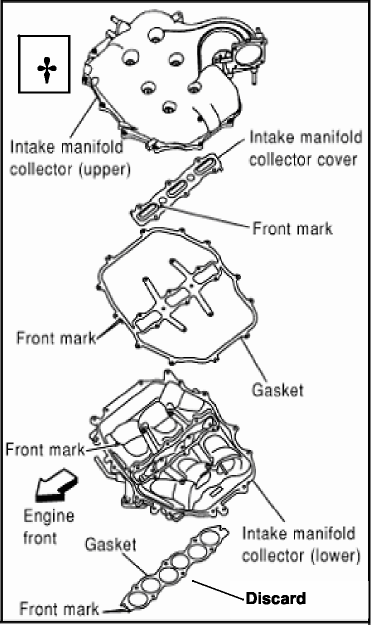 †
Intake manifold
collector (upper)
Intake manifold
collector cover
Front mark
Front mark
Gasket
Front mark
Engine
front
Intake manifold
collector (lower)
Gasket
Discard
Front mark